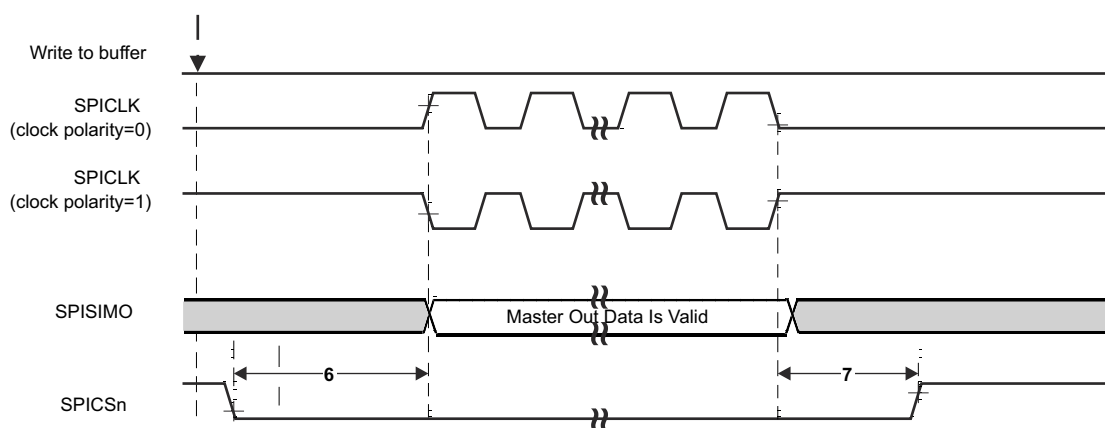 Write to buffer
SPICLK
(clock polarity=0)
SPICLK
(clock polarity=1)
SPISIMO
Master Out Data Is Valid
6
7
SPICSn